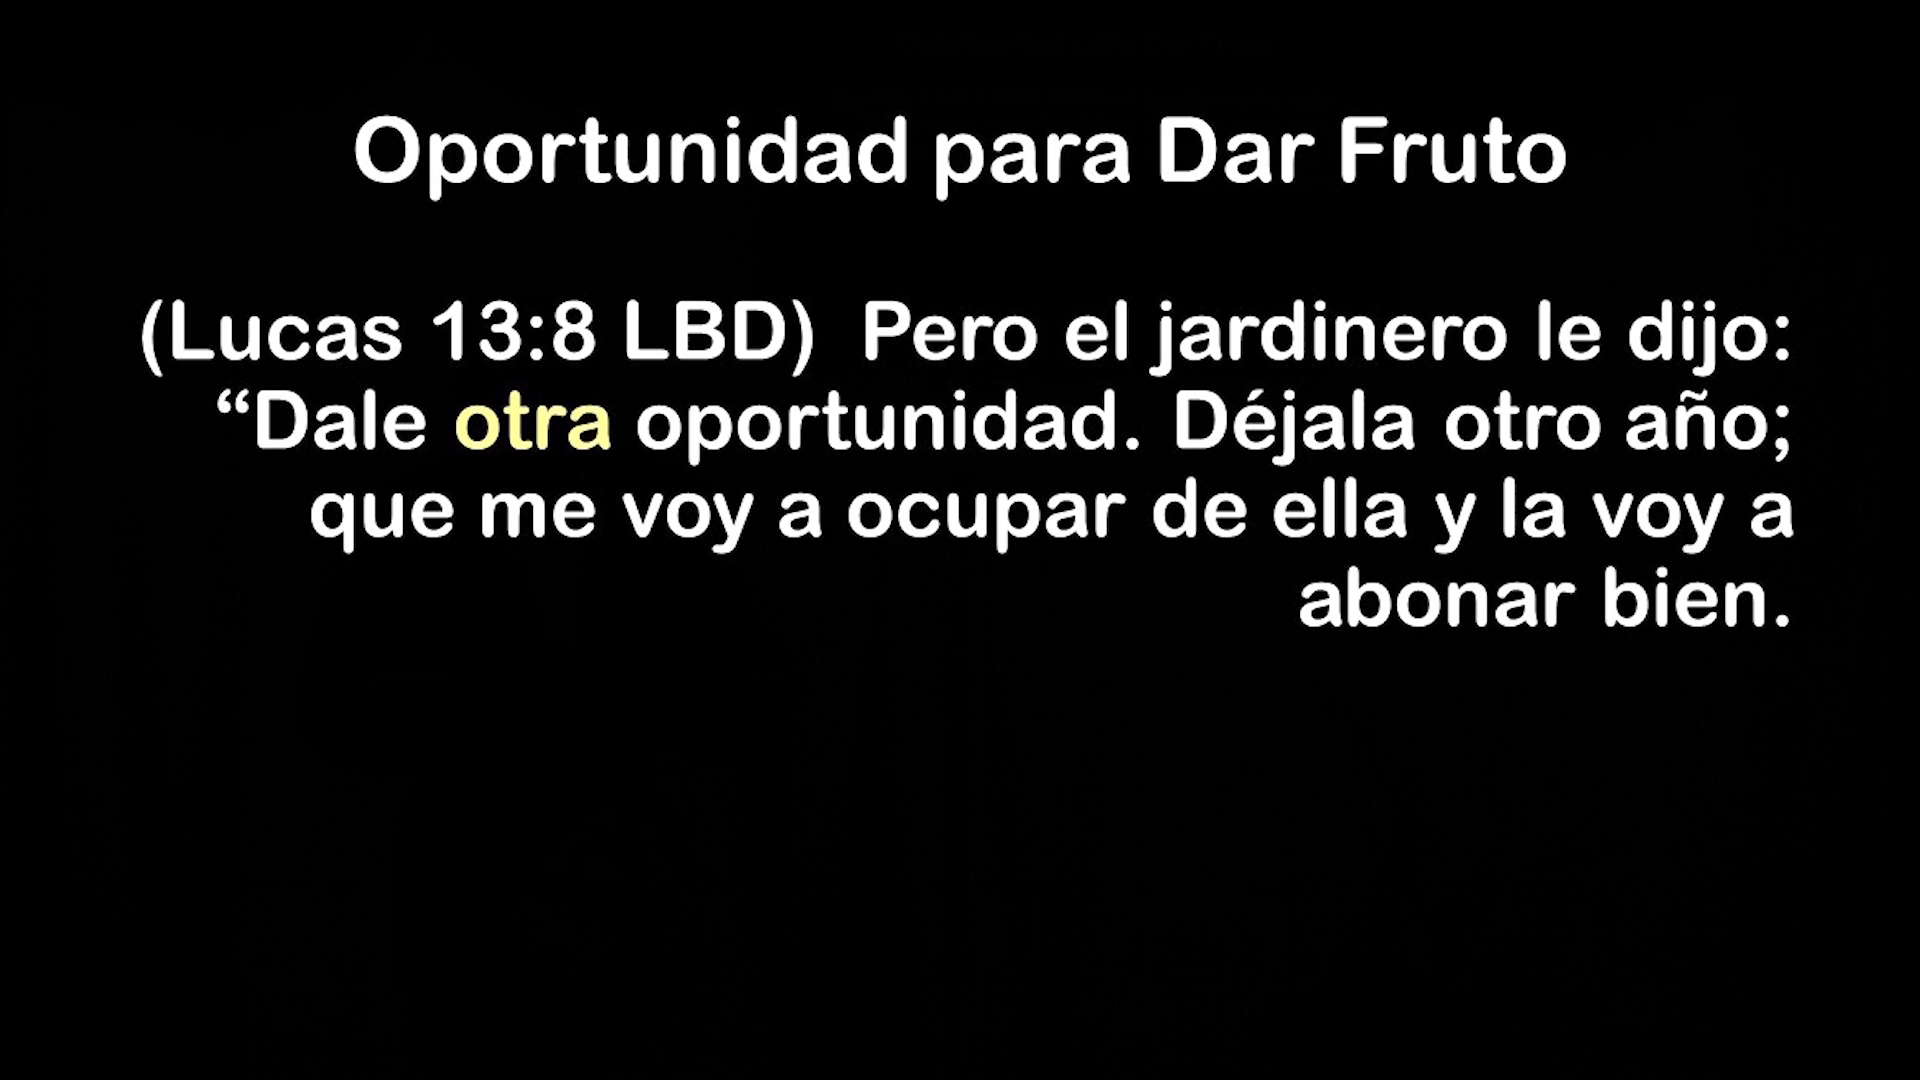 Oportunidad para Dar Fruto
(Lucas 13:8 LBD)  Pero el jardinero le dijo:
“Dale otra oportunidad. Déjala otro año;
que me voy a ocupar de ella y la voy a
abonar bien.